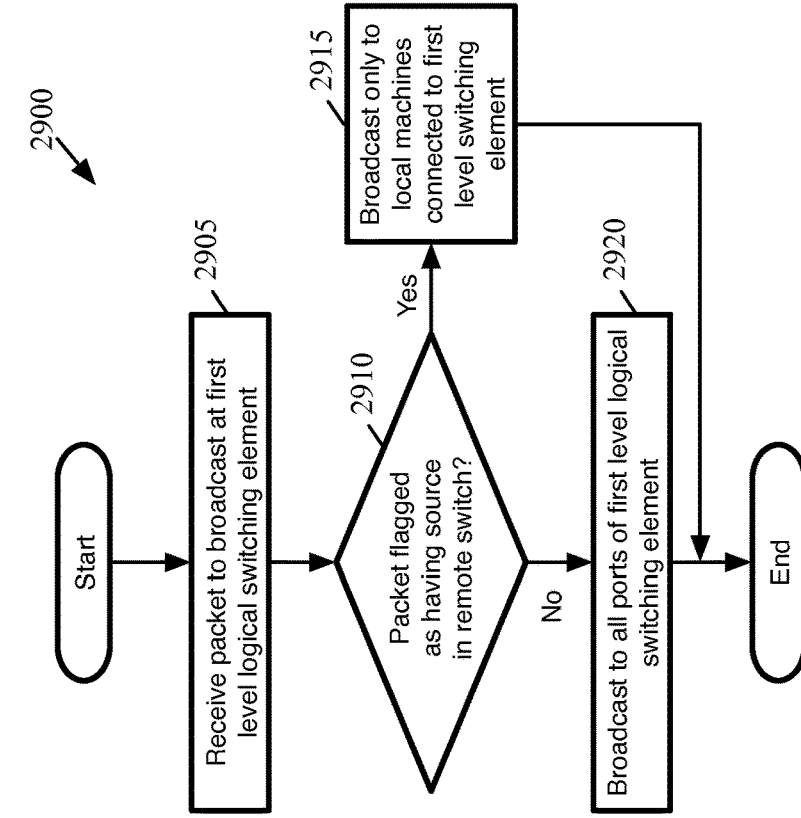 2900
Start
2905
Receive packet to broadcast at first
level logical switching element
2910
Packet flagged
as having source
in remote switch?
Yes
2915
Broadcast only to
local machines
connected to first
level switching
element
No
2920
Broadcast to all ports of first level logical
switching element
End